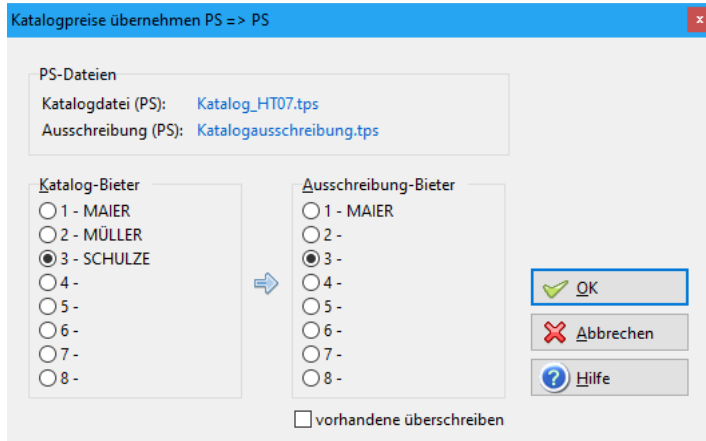 Katalogpreise übernehmen PS => PS
x
PS-Dateien
Katalogdatei (PS): Katalog_HT07.tps
Ausschreibung (PS): Katalogausschreibung.tps
Katalog-Bieter
1 - MAIER
2 - MÜLLER
3 - SCHULZE
4 -
5 -
6 -
7 -
8 -
Ausschreibung-Bieter
1 - MAIER
2 -
3 -
4 -
5 -
6 -
7 -
8 -
vorhandene überschreiben
OK
Abbrechen
? Hilfe